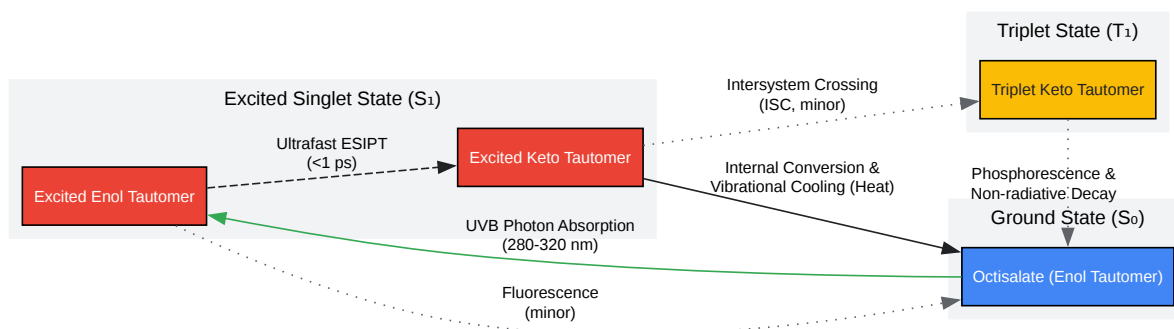 Triplet State (T₁)
Triplet Keto Tautomer
Intersystem Crossing
(ISC, minor)
Excited Singlet State (S₁)
Ultrafast ESIPT
(<1 ps)
Excited Keto Tautomer
Excited Enol Tautomer
Internal Conversion &
Vibrational Cooling (Heat)
Phosphorescence &
Non-radiative Decay
UVB Photon Absorption
(280-320 nm)
Ground State (S₀)
Octisalate (Enol Tautomer)
Fluorescence
(minor)